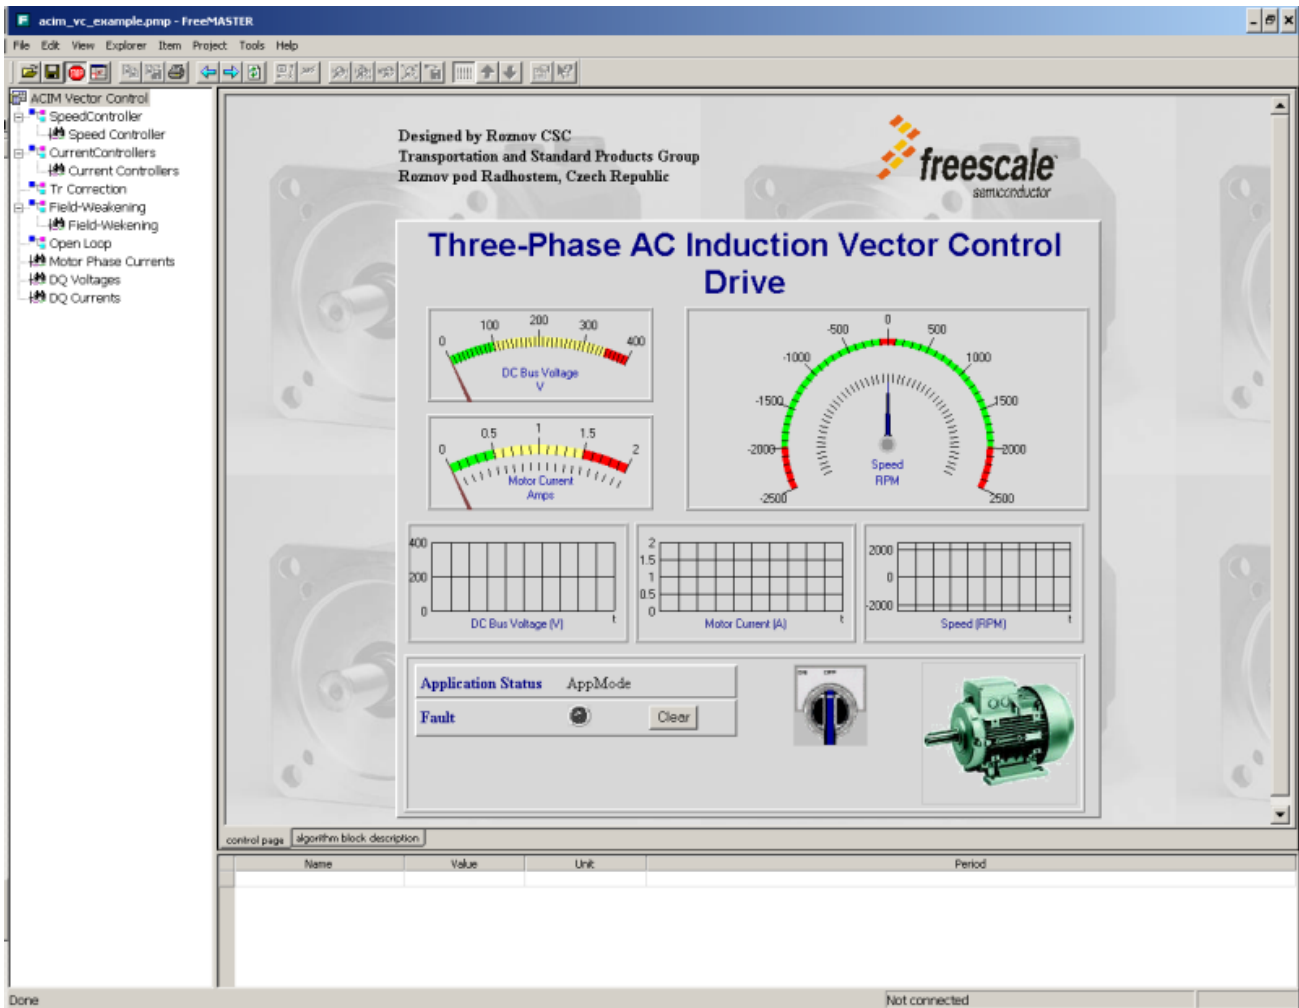 acim_vc_example.pmp - FreeMASTER
File Edit View Explorer Item Project Tools Help
ACIM Vector Control
SpeedController
Speed Controller
CurrentControllers
Current Controllers
Tr Correction
Field-Weakening
Field-Wekening
Open Loop
Motor Phase Currents
DQ Voltages
DQ Currents
Designed by Roznov CSC
Transportation and Standard Products Group
Roznov pod Radhostem, Czech Republic
freescale
semiconductor
Three-Phase AC Induction Vector Control
Drive
0 100 200 300 400
DC Bus Voltage
V
0 0.5 1 1.5 2
Motor Current
Amps
-2500 -2000 -1500 -1000 -500 0 500 1000 1500 2000 2500
Speed
RPM
400
200
0
t
DC Bus Voltage (V)
2
1.5
1
0.5
0
t
Motor Current (A)
2000
0
-2000
t
Speed (RPM)
Application Status AppMode
Fault Clear
ON OFF
control page algorithm block description
Name Value Unit Period
Done Not connected